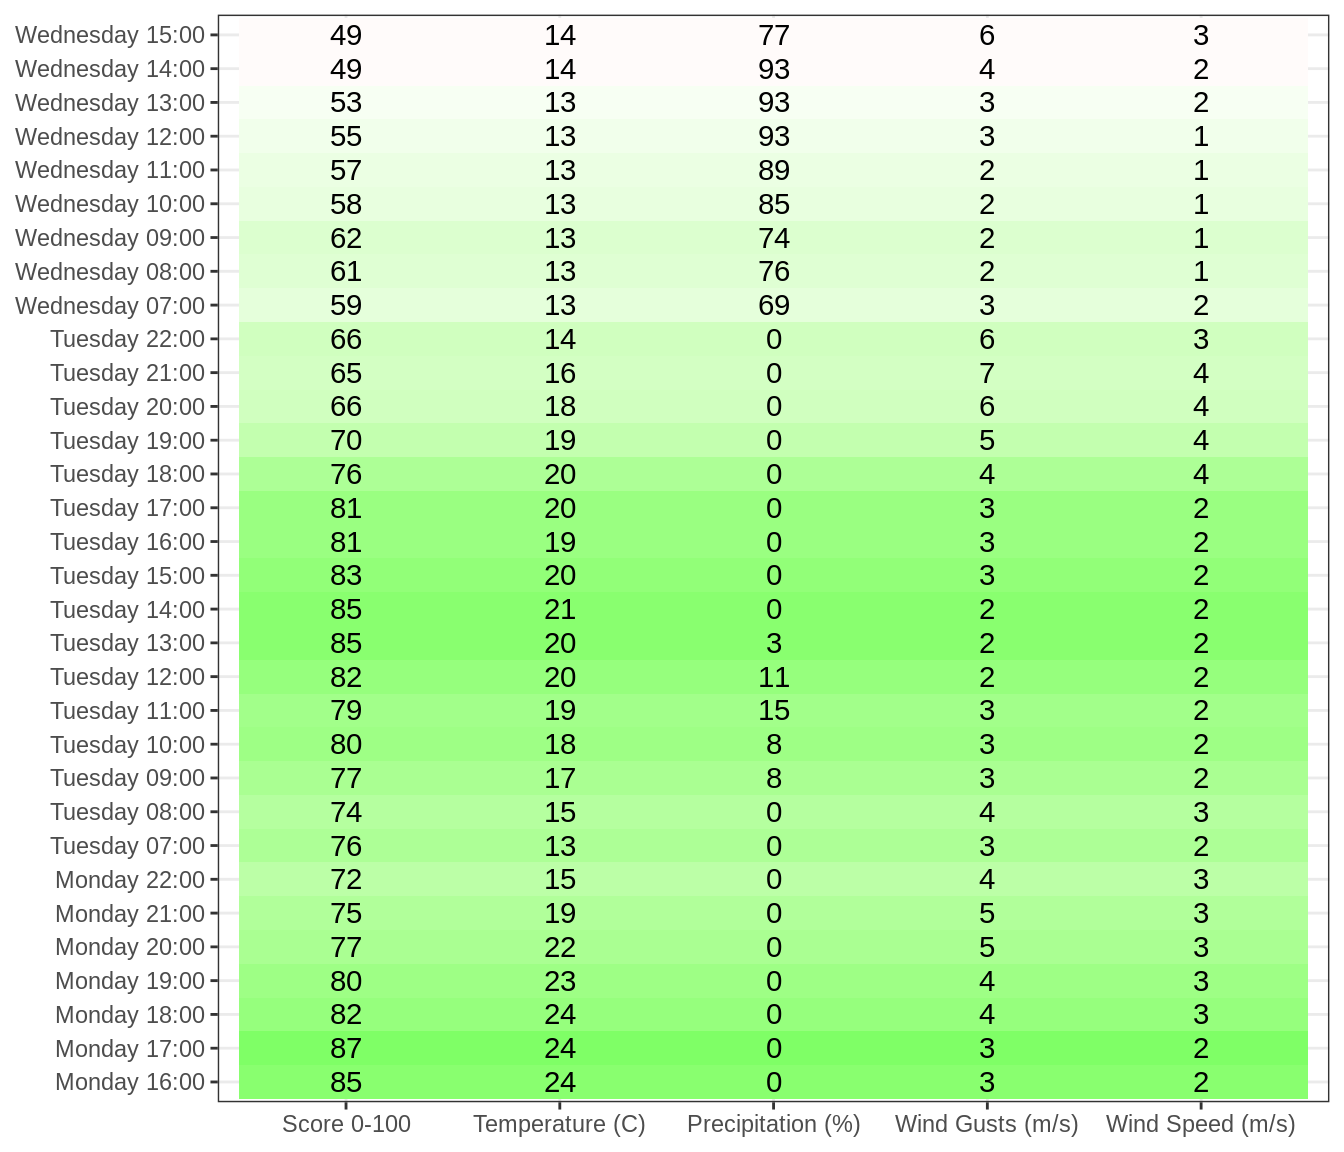 Wednesday 15:00 49 14 77 6 3
Wednesday 14:00 49 14 93 4 2
Wednesday 13:00 53 13 93 3 2
Wednesday 12:00 55 13 93 3 1
Wednesday 11:00 57 13 89 2 1
Wednesday 10:00 58 13 85 2 1
Wednesday 09:00 62 13 74 2 1
Wednesday 08:00 61 13 76 2 1
Wednesday 07:00 59 13 69 3 2
Tuesday 22:00 66 14 0 6 3
Tuesday 21:00 65 16 0 7 4
Tuesday 20:00 66 18 0 6 4
Tuesday 19:00 70 19 0 5 4
Tuesday 18:00 76 20 0 4 4
Tuesday 17:00 81 20 0 3 2
Tuesday 16:00 81 19 0 3 2
Tuesday 15:00 83 20 0 3 2
Tuesday 14:00 85 21 0 2 2
Tuesday 13:00 85 20 3 2 2
Tuesday 12:00 82 20 11 2 2
Tuesday 11:00 79 19 15 3 2
Tuesday 10:00 80 18 8 3 2
Tuesday 09:00 77 17 8 3 2
Tuesday 08:00 74 15 0 4 3
Tuesday 07:00 76 13 0 3 2
Monday 22:00 72 15 0 4 3
Monday 21:00 75 19 0 5 3
Monday 20:00 77 22 0 5 3
Monday 19:00 80 23 0 4 3
Monday 18:00 82 24 0 4 3
Monday 17:00 87 24 0 3 2
Monday 16:00 85 24 0 3 2
Score 0-100 Temperature (C) Precipitation (%) Wind Gusts (m/s) Wind Speed (m/s)